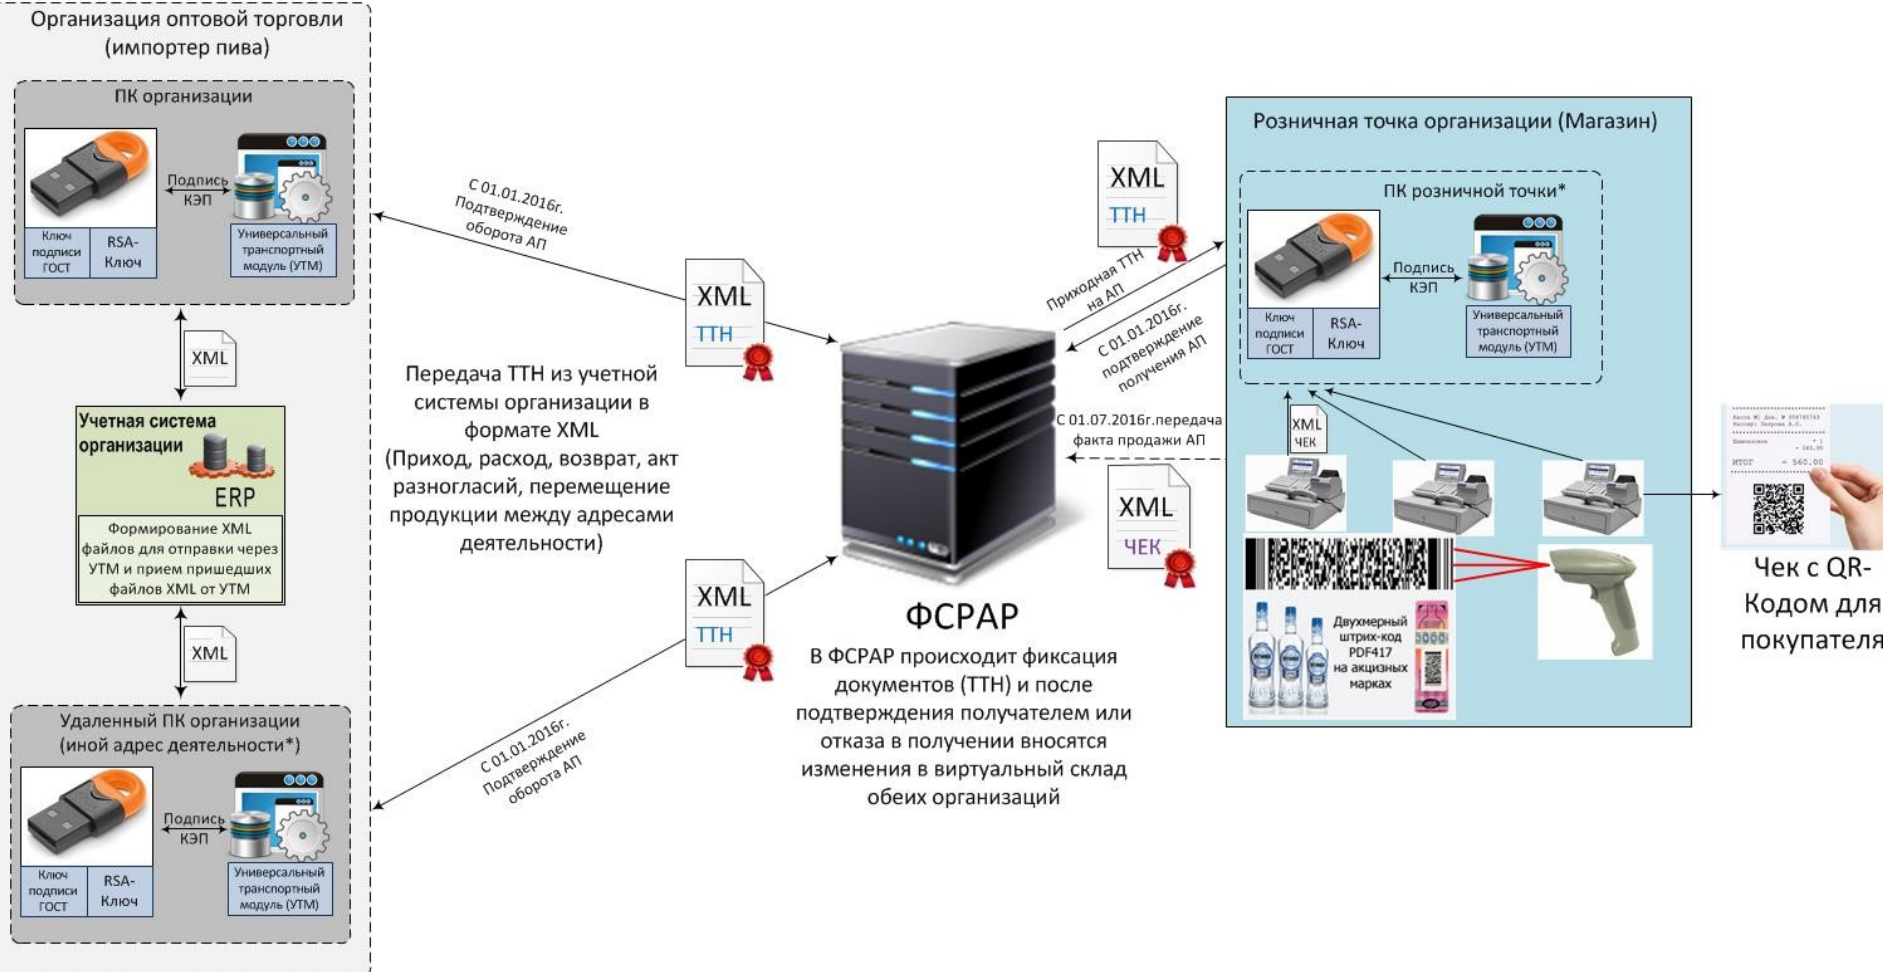 Организация оптовой торговли
(импортер пива)
ПК организации
Подпись
КЭП
Ключ
подписи
ГОСТ
RSA-
Ключ
Универсальный
транспортный
модуль (УТМ)
XML
Учетная система
организации
ERP
Формирование XML
файлов для отправки через
УТМ и прием пришедших
файлов XML от УТМ
XML
Удаленный ПК организации
(иной адрес деятельности*)
Подпись
КЭП
Ключ
подписи
ГОСТ
RSA-
Ключ
Универсальный
транспортный
модуль (УТМ)
С 01.01.2016г.
Подтверждение
оборота АП
XML
ТТН
Передача ТТН из учетной
системы организации в
формате XML
(Приход, расход, возврат, акт
разногласий, перемещение
продукции между адресами
деятельности)
XML
ТТН
С 01.01.2016г.
Подтверждение
оборота АП
ФСРАР
В ФСРАР происходит фиксация
документов (ТТН) и после
подтверждения получателем или
отказа в получении вносятся
изменения в виртуальный склад
обеих организаций
XML
ТТН
Приходная ТТН
на АП
С 01.01.2016г.
подтверждение
получения АП
С 01.07.2016г.передача
факта продажи АП
XML
ЧЕК
Розничная точка организации (Магазин)
ПК розничной точки*
Подпись
КЭП
Ключ
подписи
ГОСТ
RSA-
Ключ
Универсальный
транспортный
модуль (УТМ)
XML
ЧЕК
Двухмерный
штрих-код
PDF417
на акцизных
марках
ИТОГ = 560.00
Чек с QR-
Кодом для
покупателя